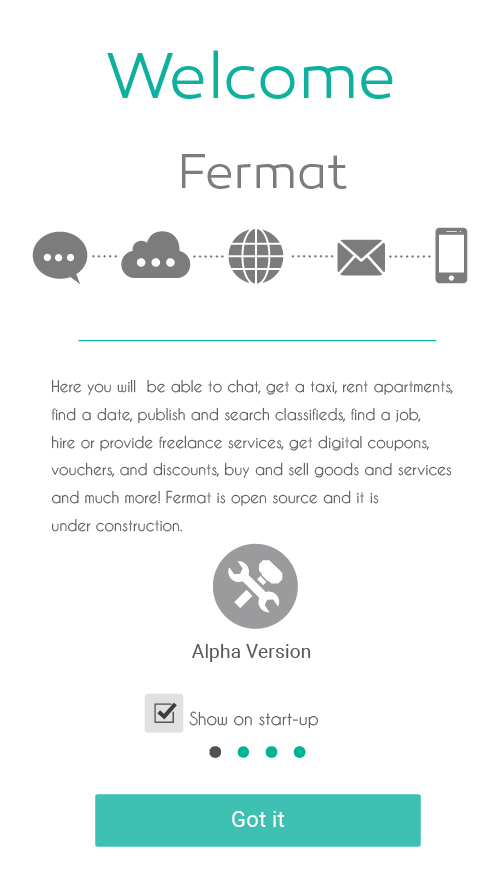 Welcome
Fermat
Here you will be able to chat, get a taxi, rent apartments,
find a date, publish and search classifieds, find a job,
hire or provide freelance services, get digital coupons,
vouchers, and discounts, buy and sell goods and services
and much more! Fermat is open source and it is
under construction.
Alpha Version
Show on start-up
Got it